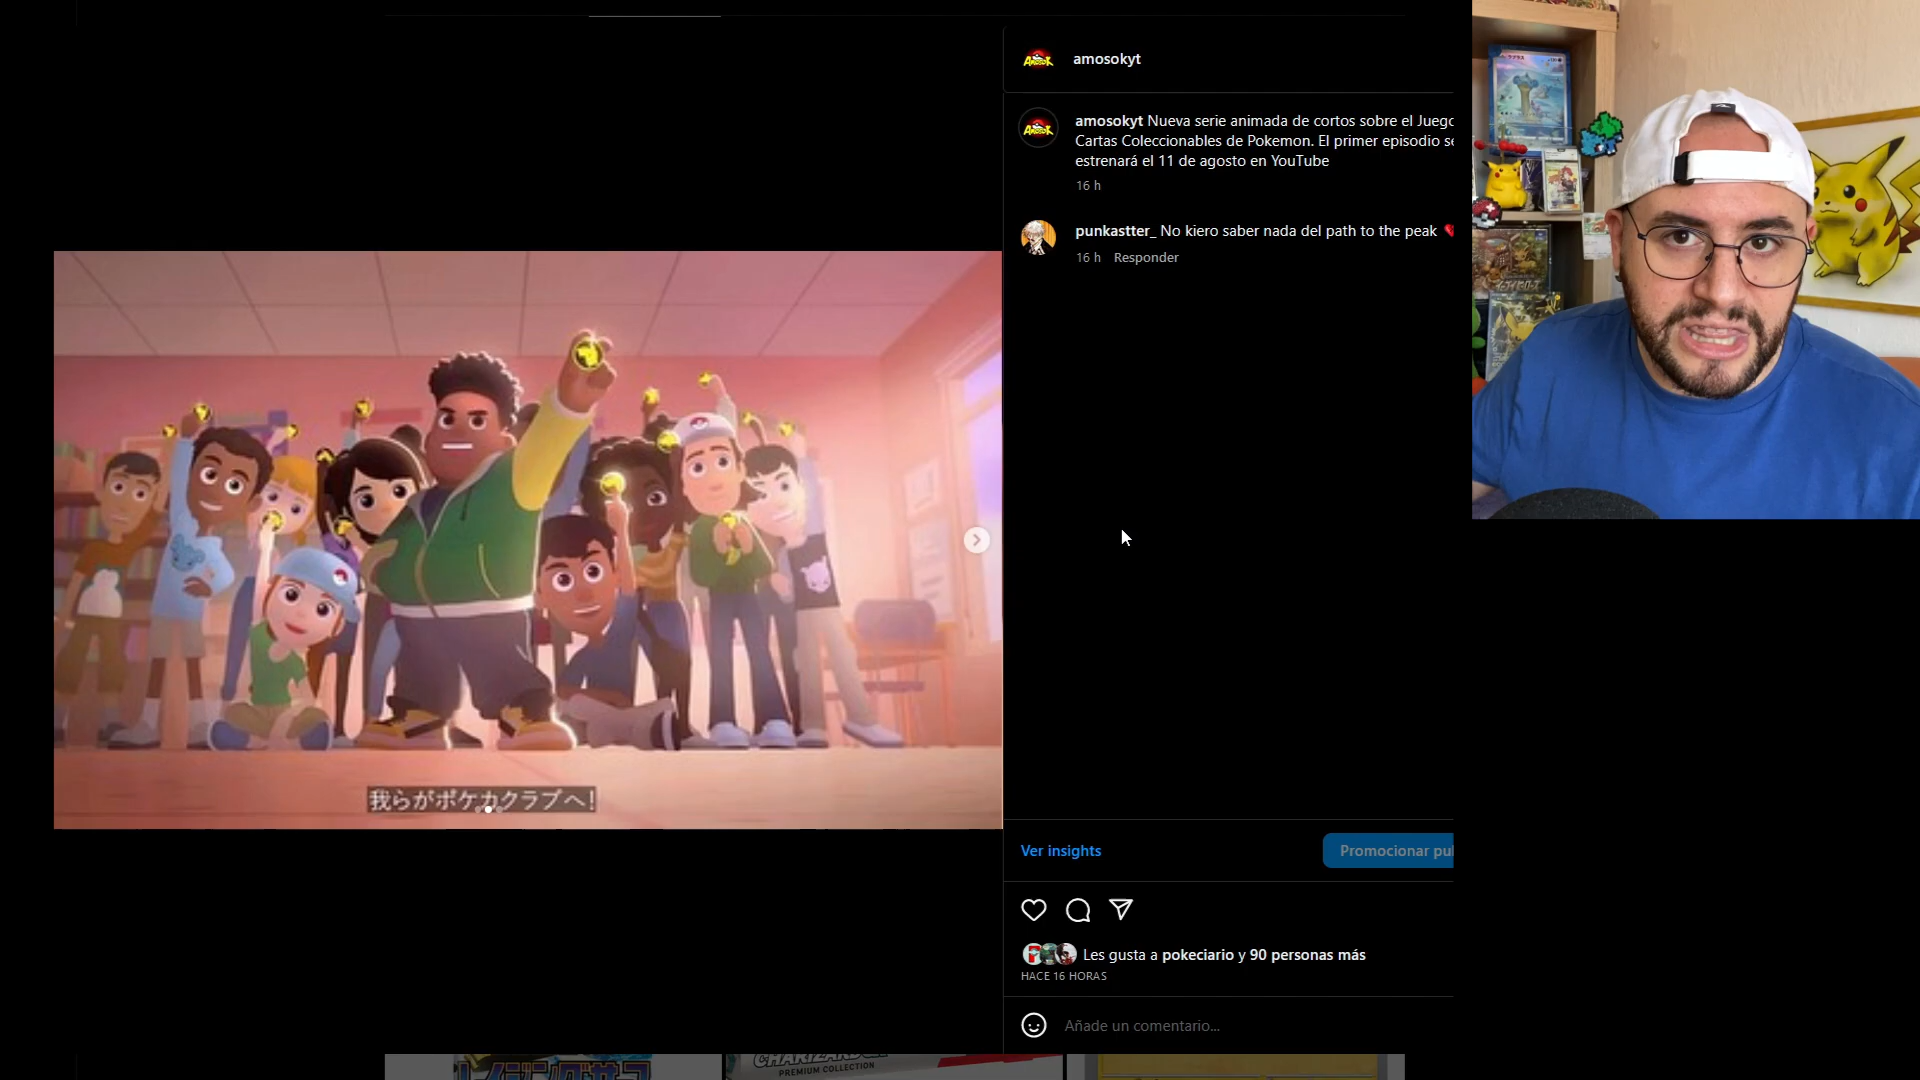 amosokyt
amosokyt Nueva serie animada de cortos sobre el Juego
Cartas Coleccionables de Pokemon. El primer episodio se
estrenará el 11 de agosto en YouTube
16 h
punkastter_ No kiero saber nada del path to the peak
16 h Responder
我らがポケカクラブへ!
Ver insights
Promocionar pu
Les gusta a pokeciario y 90 personas más
HACE 16 HORAS
Añade un comentario...
PREMIUM COLLECTION